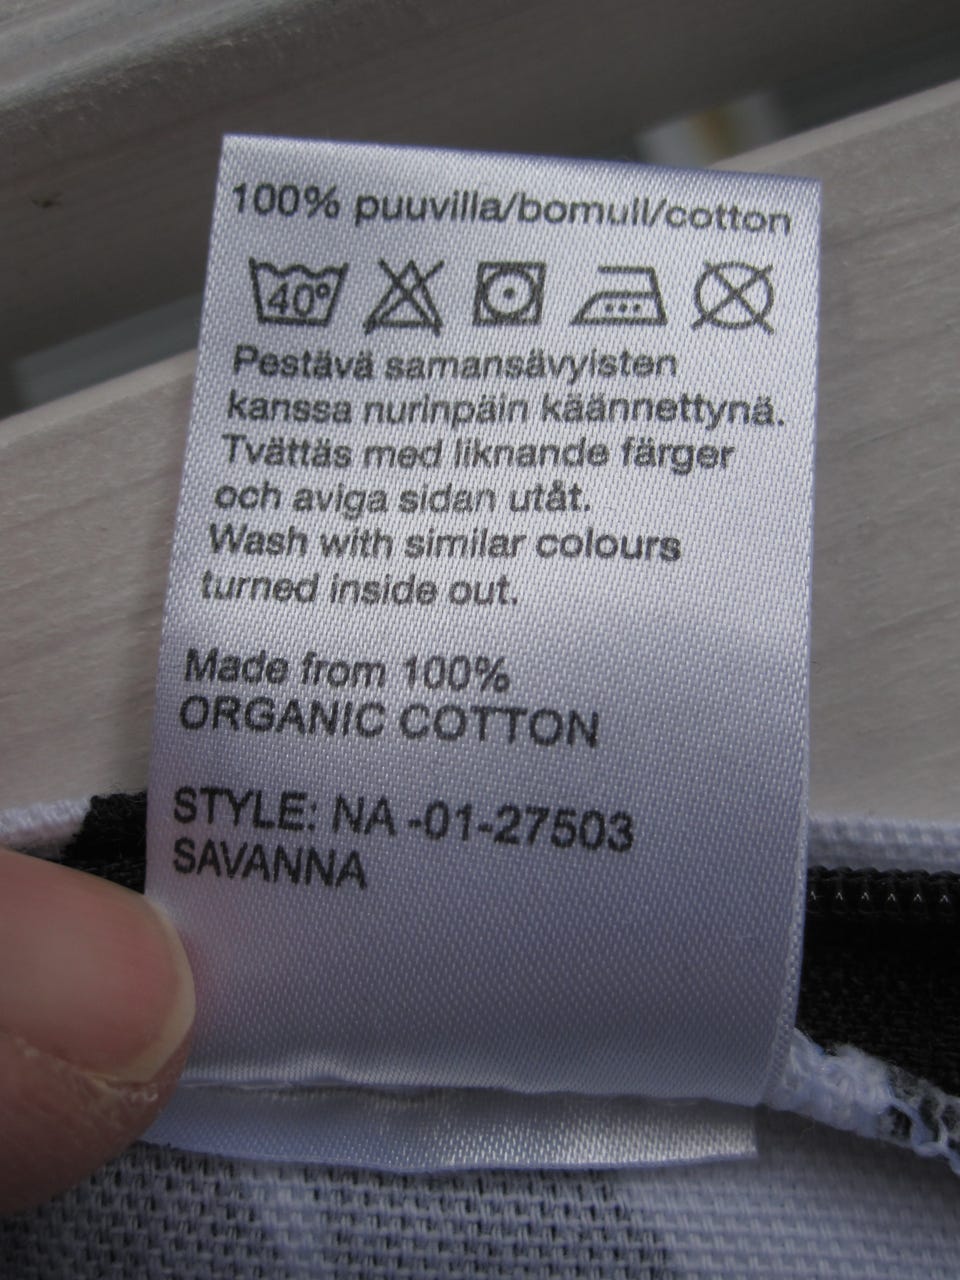 100% puuvilla/bomull/cotton
40°
Pestävä samansävyisten
kanssa nurinpäin käännettynä.
Tvättäs med liknande färger
och aviga sidan utåt.
Wash with similar colours
turned inside out.
Made from 100%
ORGANIC COTTON
STYLE: NA -01-27503
SAVANNA